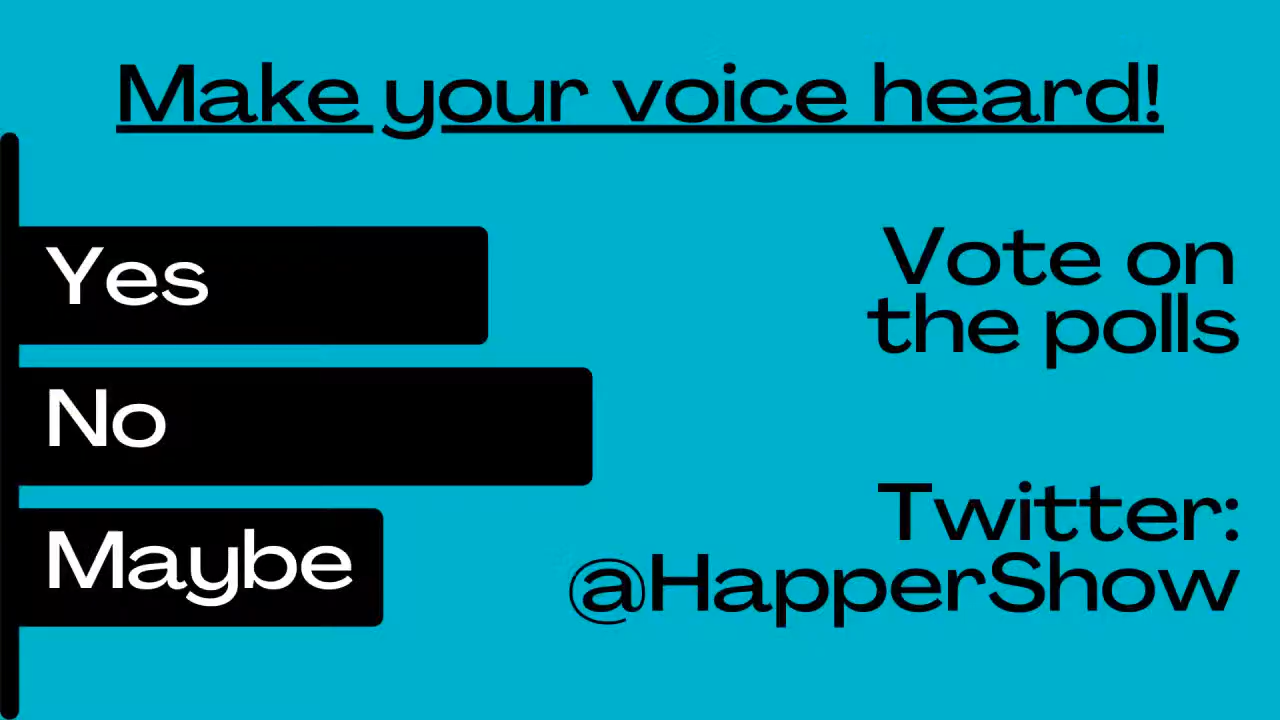 Make your voice heard!
Yes
No
Maybe
Vote on
the polls
Twitter:
@HapperShow